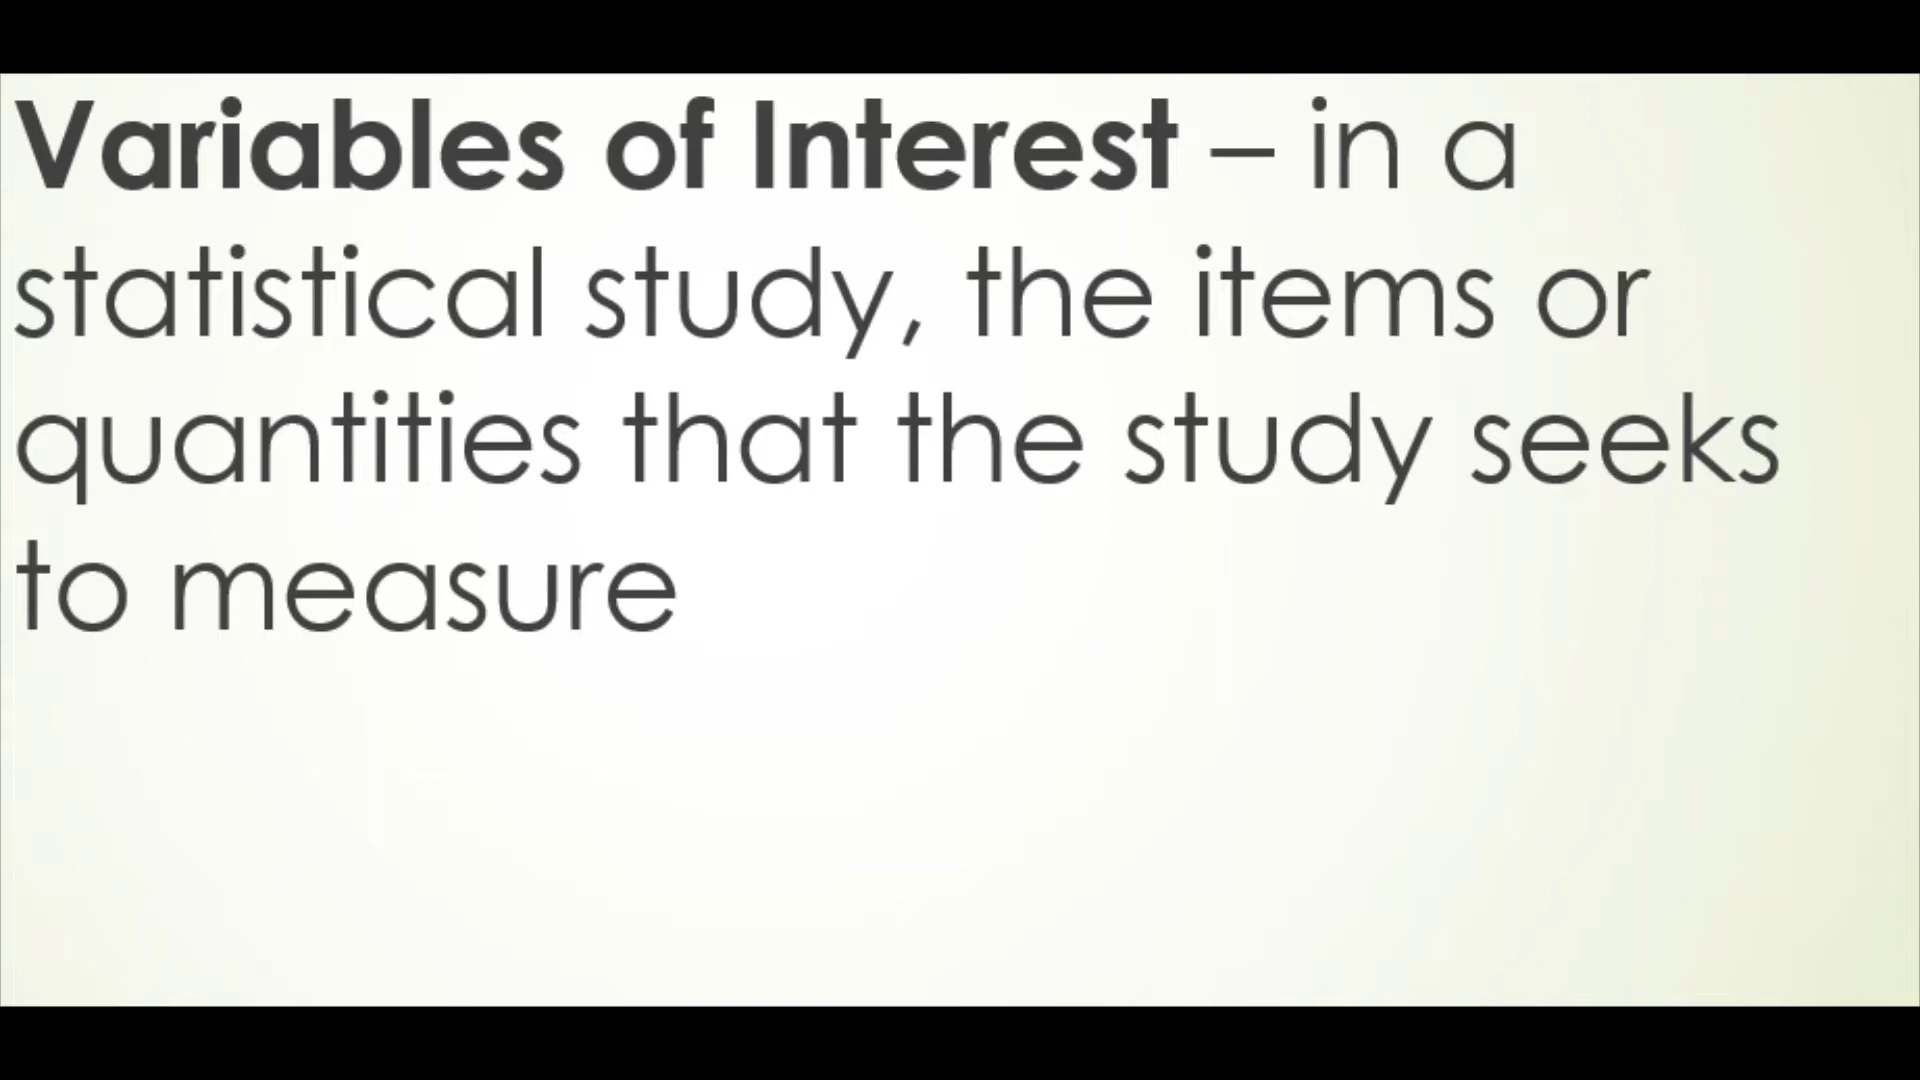 Variables of Interest – in a
statistical study, the items or
quantities that the study seeks
to measure